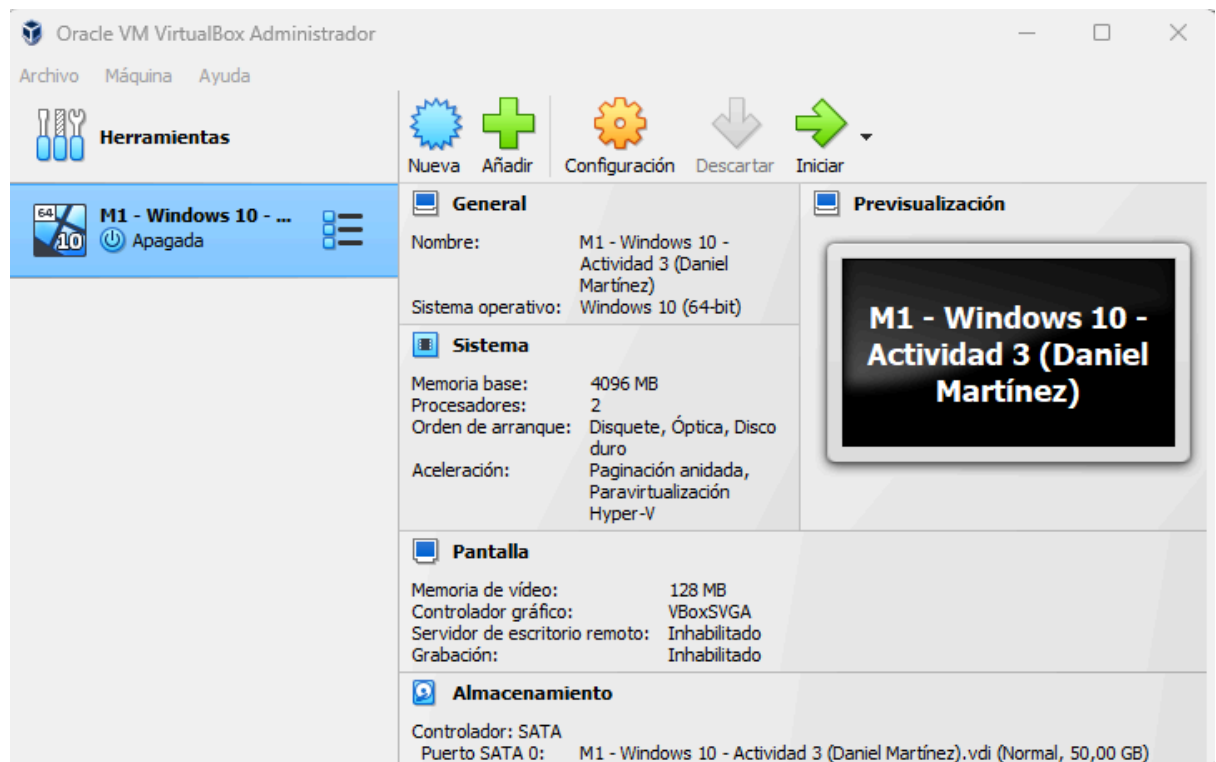 Oracle VM VirtualBox Administrador
Archivo Máquina Ayuda
Herramientas
Nueva Añadir Configuración Descartar Iniciar
64
10
M1 - Windows 10 - ...
Apagada
General
Nombre: M1 - Windows 10 -
Actividad 3 (Daniel
Martínez)
Sistema operativo: Windows 10 (64-bit)
Sistema
Memoria base: 4096 MB
Procesadores: 2
Orden de arranque: Disquete, Óptica, Disco
duro
Aceleración: Paginación anidada,
Paravirtualización
Hyper-V
Previsualización
M1 - Windows 10 -
Actividad 3 (Daniel
Martínez)
Pantalla
Memoria de vídeo: 128 MB
Controlador gráfico: VBoxSVGA
Servidor de escritorio remoto: Inhabilitado
Grabación: Inhabilitado
Almacenamiento
Controlador: SATA
Puerto SATA 0: M1 - Windows 10 - Actividad 3 (Daniel Martínez).vdi (Normal, 50,00 GB)